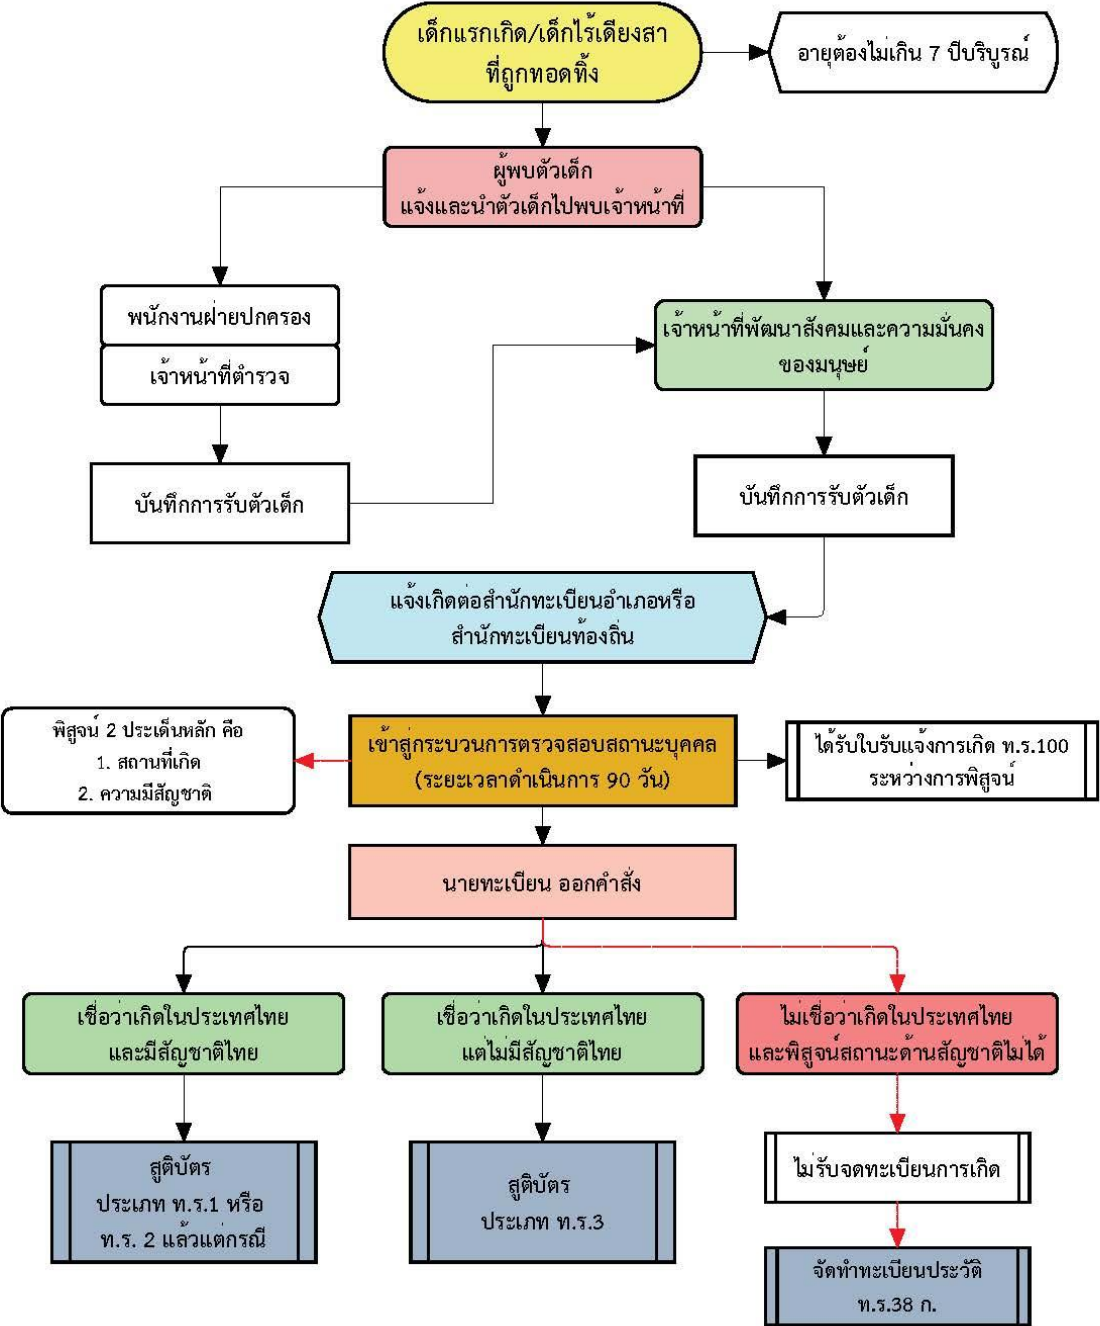 เด็กแรกเกิด/เด็กไร้เดียงสา
ที่ถูกทอดทิ้ง
อายุต้องไม่เกิน 7 ปีบริบูรณ์
ผู้พบตัวเด็ก
แจ้งและนำตัวเด็กไปพบเจ้าหน้าที่
พนักงานฝ่ายปกครอง
เจ้าหน้าที่ตำรวจ
เจ้าหน้าที่พัฒนาสังคมและความมั่นคง
ของมนุษย์
บันทึกการรับตัวเด็ก
บันทึกการรับตัวเด็ก
แจ้งเกิดต่อสำนักทะเบียนอำเภอหรือ
สำนักทะเบียนท้องถิ่น
พิสูจน์ 2 ประเด็นหลัก คือ
1. สถานที่เกิด
2. ความมีสัญชาติ
เข้าสู่กระบวนการตรวจสอบสถานะบุคคล
(ระยะเวลาดำเนินการ 90 วัน)
ได้รับใบรับแจ้งการเกิด ท.ร.100
ระหว่างการพิสูจน์
นายทะเบียน ออกคำสั่ง
เชื่อว่าเกิดในประเทศไทย
และมีสัญชาติไทย
เชื่อว่าเกิดในประเทศไทย
แต่ไม่มีสัญชาติไทย
ไม่เชื่อว่าเกิดในประเทศไทย
และพิสูจน์สถานะด้านสัญชาติไม่ได้
สูติบัตร
ประเภท ท.ร.1 หรือ
ท.ร. 2 แล้วแต่กรณี
สูติบัตร
ประเภท ท.ร.3
ไม่รับจดทะเบียนการเกิด
จัดทำทะเบียนประวัติ
ท.ร.38 ก.